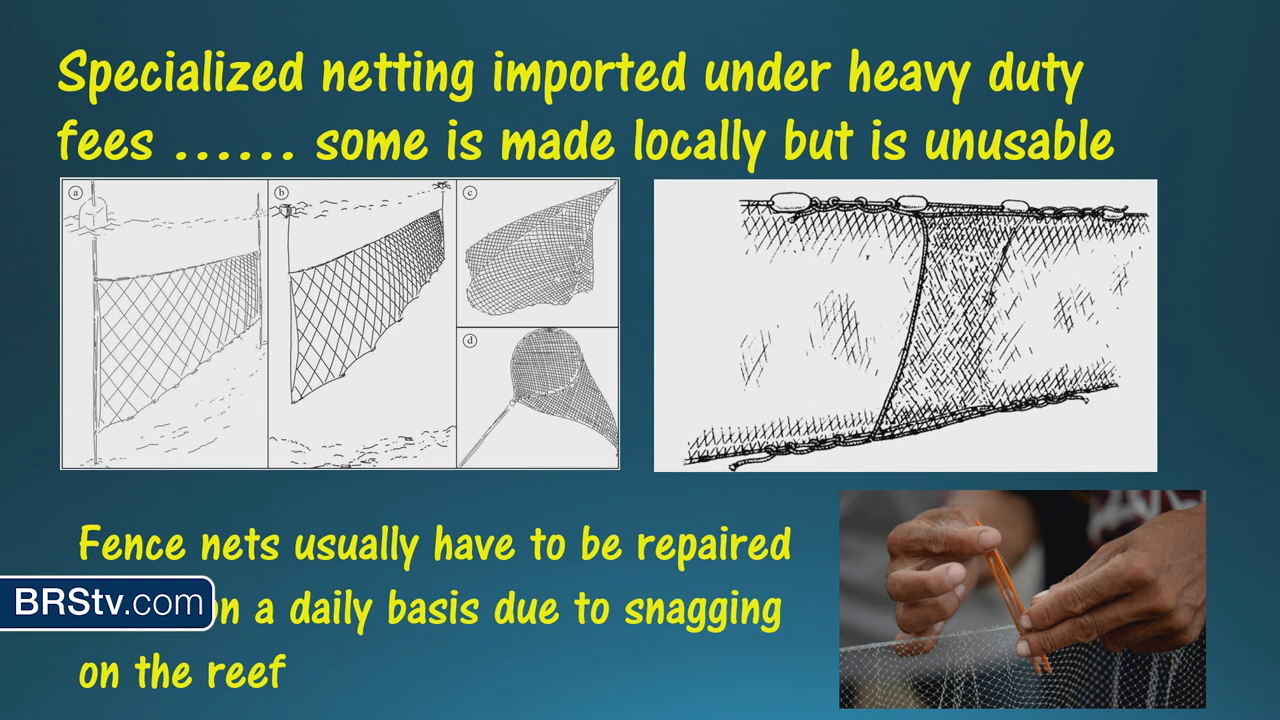 Specialized netting imported under heavy duty
fees ...... some is made locally but is unusable
a
b
c
d
Fence nets usually have to be repaired
on a daily basis due to snagging
on the reef
BRStv.com